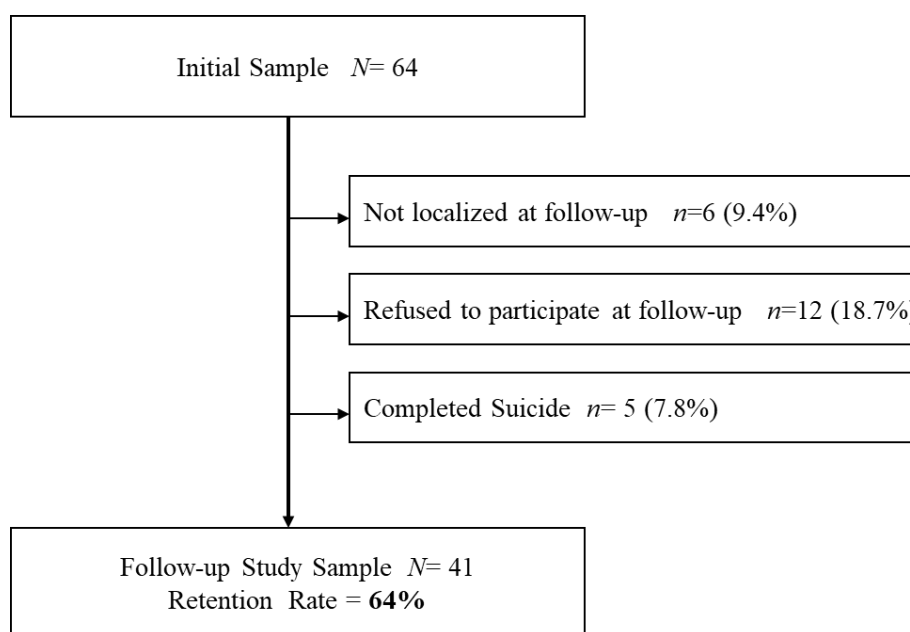 Initial Sample N= 64
Not localized at follow-up n=6 (9.4%)
Refused to participate at follow-up n=12 (18.7%)
Completed Suicide n= 5 (7.8%)
Follow-up Study Sample N= 41
Retention Rate = 64%